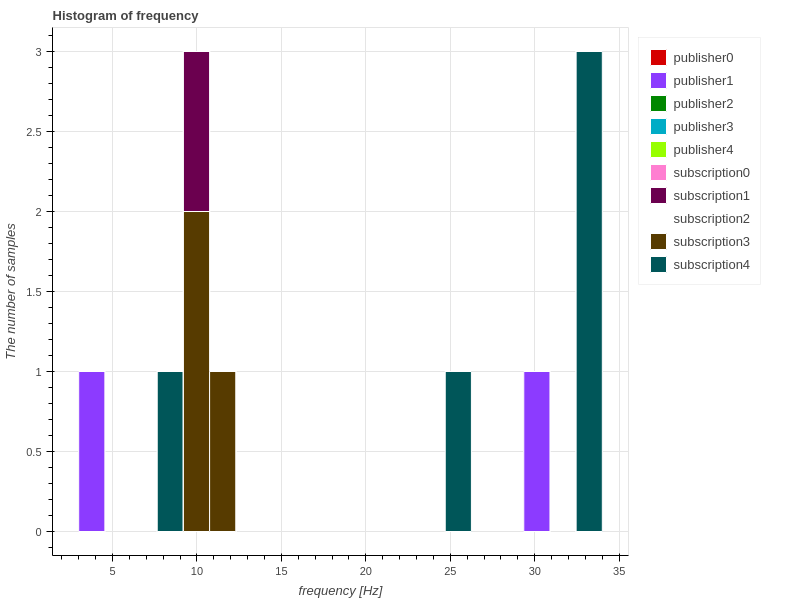 Histogram of frequency
3
2.5
2
1.5
1
0.5
0
The number of samples
5
10
15
20
25
30
35
frequency [Hz]
publisher0
publisher1
publisher2
publisher3
publisher4
subscription0
subscription1
subscription2
subscription3
subscription4